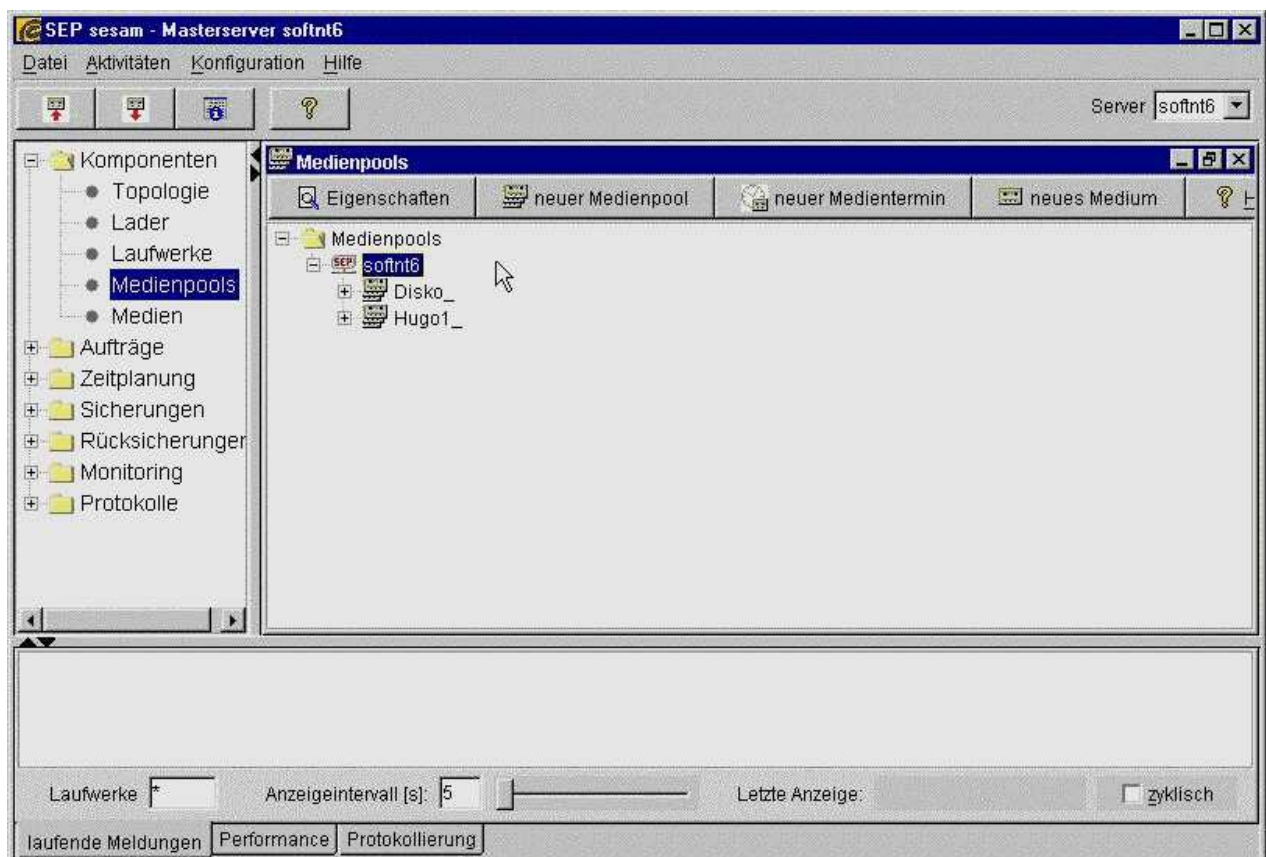 SEP sesam - Masterserver softnt6
Datei Aktivitäten Konfiguration Hilfe
Server softnt6
Komponenten
Topologie
Lader
Laufwerke
Medienpools
Medien
Aufträge
Zeitplanung
Sicherungen
Rücksicherunger
Monitoring
Protokolle
Medienpools
Eigenschaften neuer Medienpool neuer Medientermin neues Medium
Medienpools
SEP softnt6
Disko_
Hugo1_
Laufwerke * Anzeigeintervall [s]: 5 Letzte Anzeige: zyklisch
laufende Meldungen Performance Protokollierung